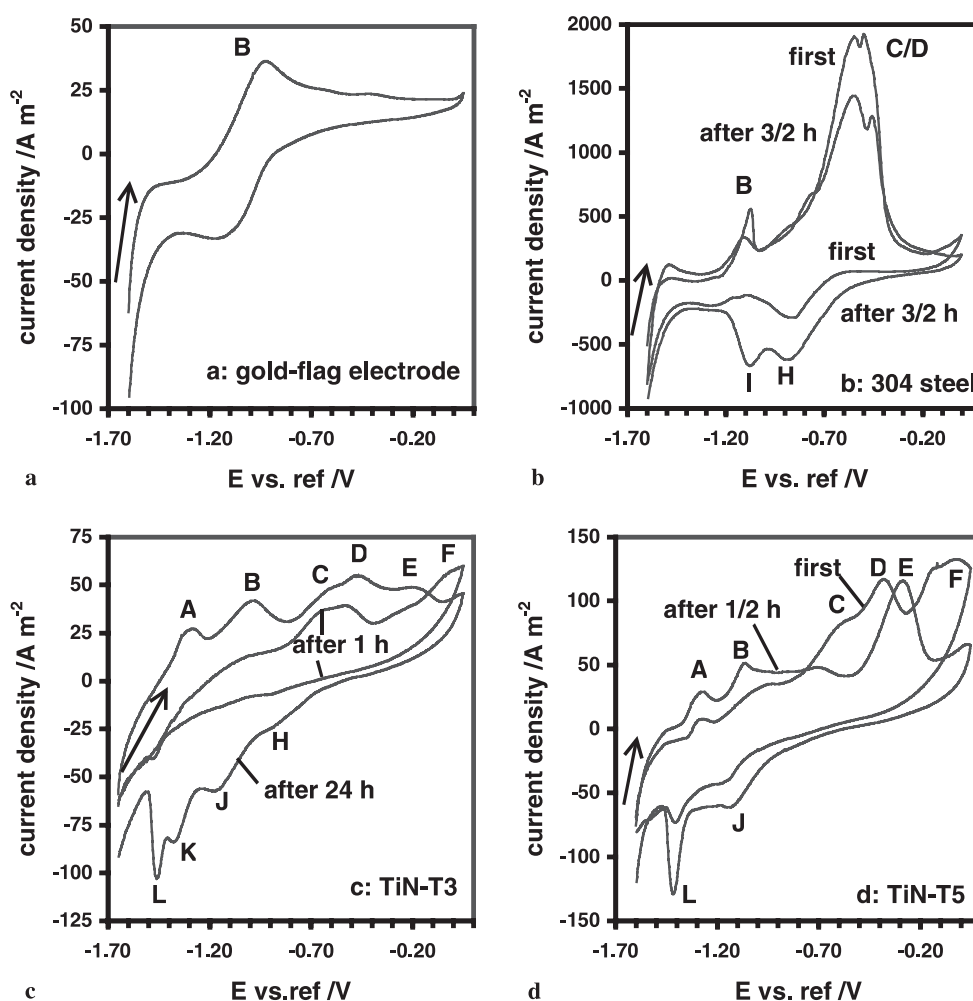 50
25
0
-25
-50
-75
-100
-1.70 -1.20 -0.70 -0.20
current density /A m-2
E vs. ref /V
B
a: gold-flag electrode
a
2000
1500
1000
500
0
-500
-1000
-1.70 -1.20 -0.70 -0.20
current density /A m-2
E vs. ref /V
first
C/D
after 3/2 h
B
first
after 3/2 h
I
H
b: 304 steel
b
75
50
25
0
-25
-50
-75
-100
-125
-1.70 -1.20 -0.70 -0.20
current density /A m-2
E vs.ref /V
A
B
C
D
E
F
I
after 1 h
H
after 24 h
J
K
L
c: TiN-T3
c
150
100
50
0
-50
-100
-150
-1.70 -1.20 -0.70 -0.20
current density /A m-2
E vs.ref /V
first
D
E
C
F
after 1/2 h
A
B
J
L
d: TiN-T5
d